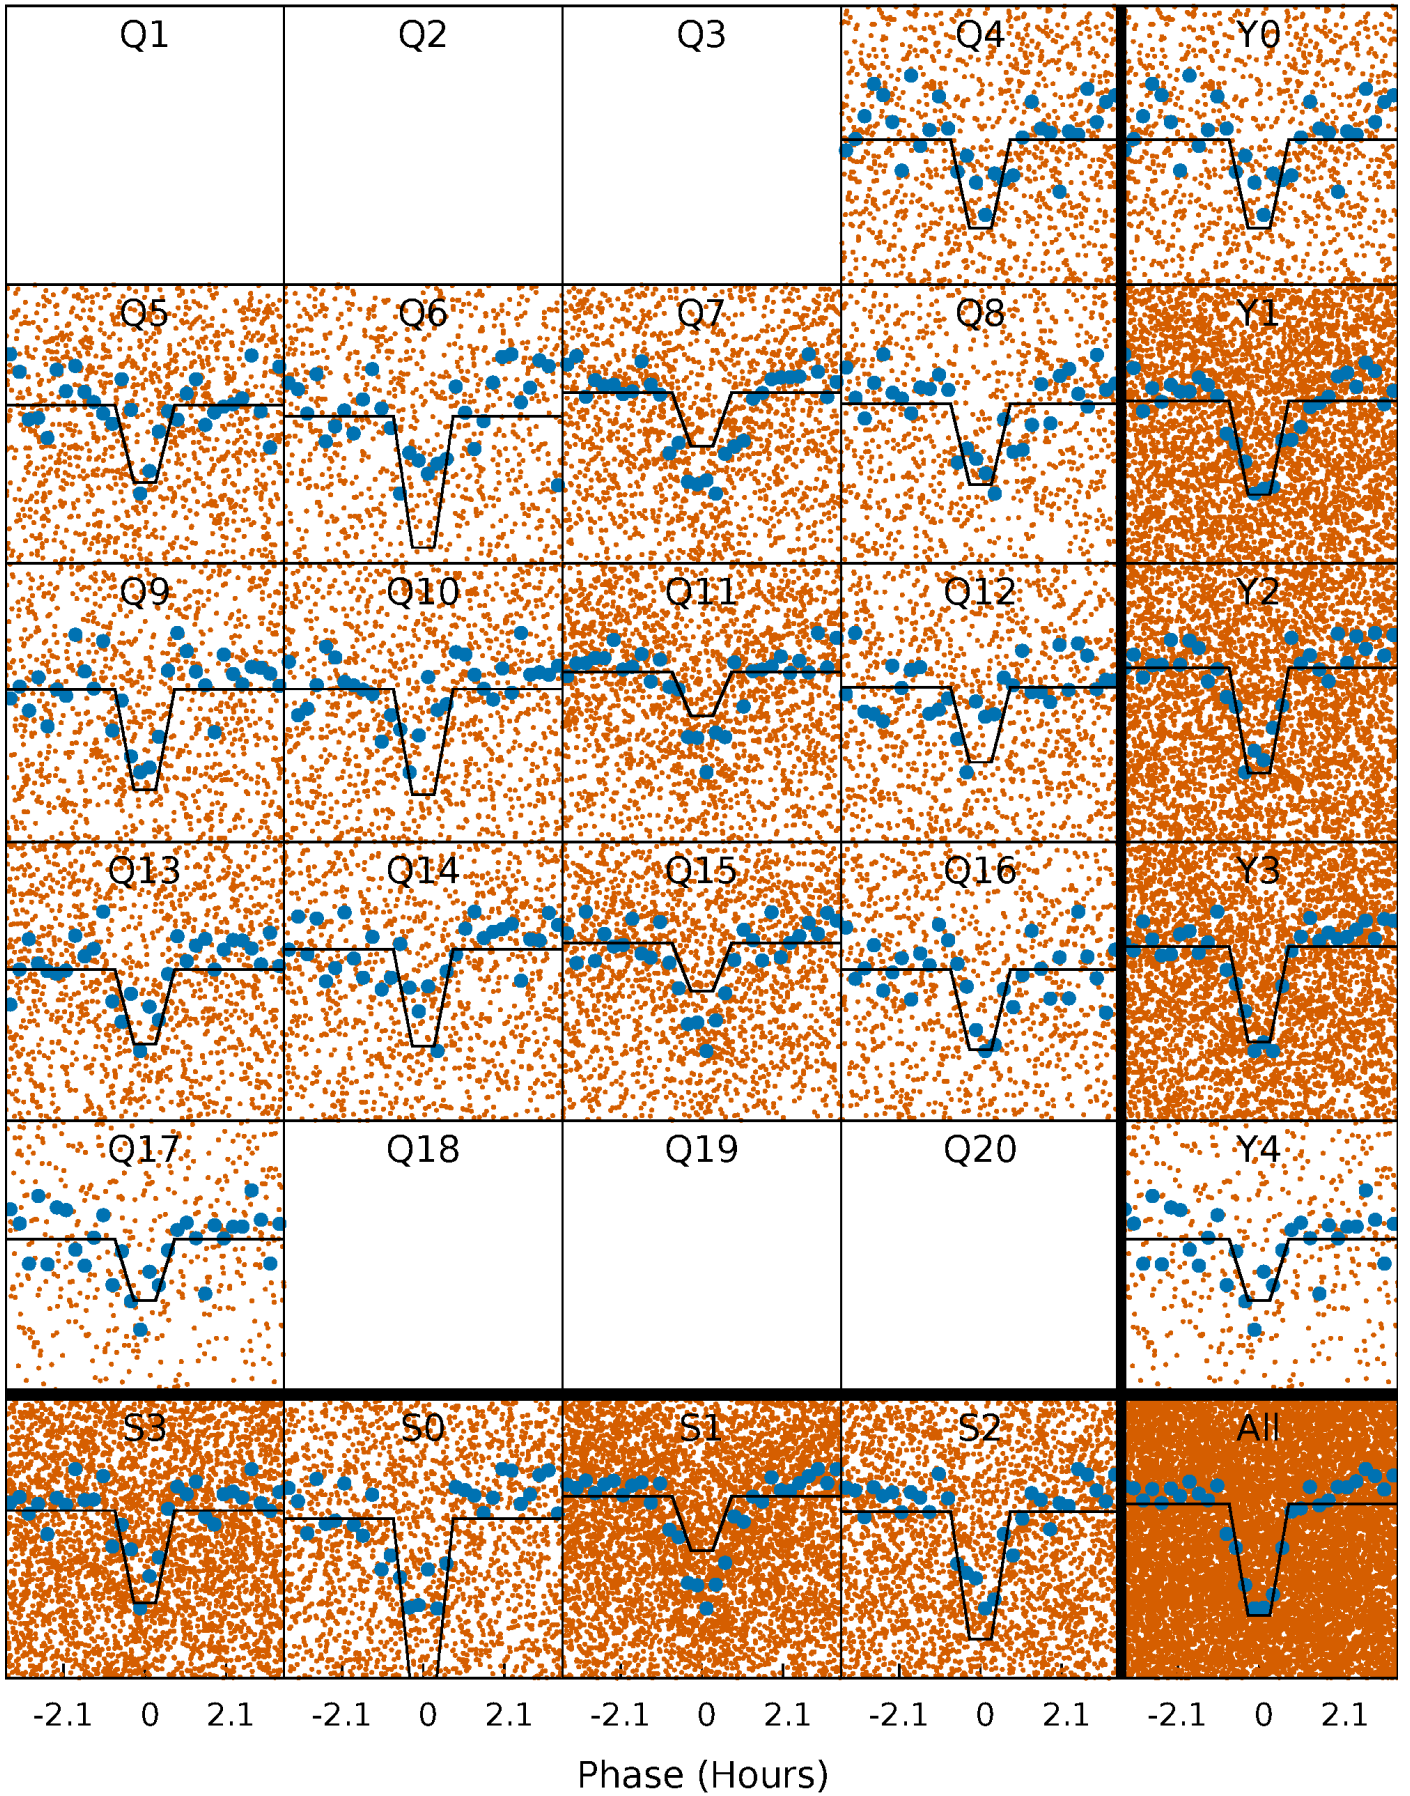 Q1 Q2 Q3 Q4 Y0
Q5 Q6 Q7 Q8 Y1
Q9 Q10 Q11 Q12 Y2
Q13 Q14 Q15 Q16 Y3
Q17 Q18 Q19 Q20 Y4
S3 S0 S1 S2 All
-2.1 0 2.1 -2.1 0 2.1 -2.1 0 2.1 -2.1 0 2.1 -2.1 0 2.1
Phase (Hours)